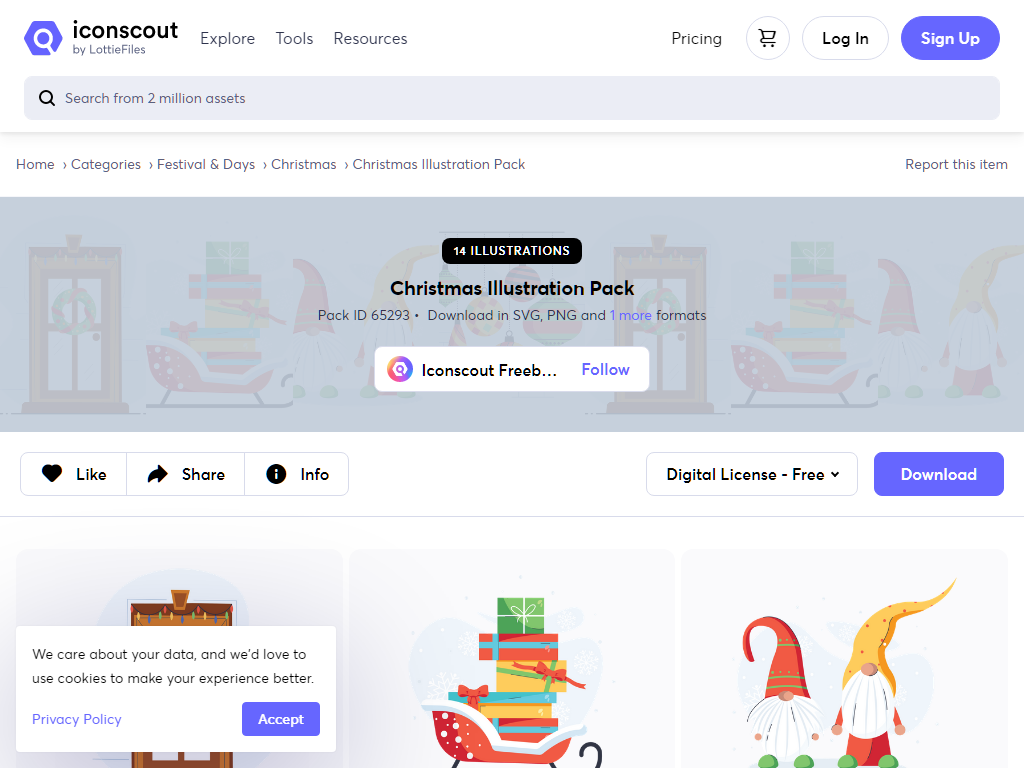 iconscout
by LottieFiles
Explore
Tools
Resources
Pricing
Log In
Sign Up
Search from 2 million assets
Home › Categories › Festival & Days › Christmas › Christmas Illustration Pack
Report this item
14 ILLUSTRATIONS
Christmas Illustration Pack
Pack ID 65293 • Download in SVG, PNG and 1 more formats
Iconscout Freeb...
Follow
Like
Share
Info
Digital License - Free
Download
We care about your data, and we'd love to
use cookies to make your experience better.
Privacy Policy
Accept